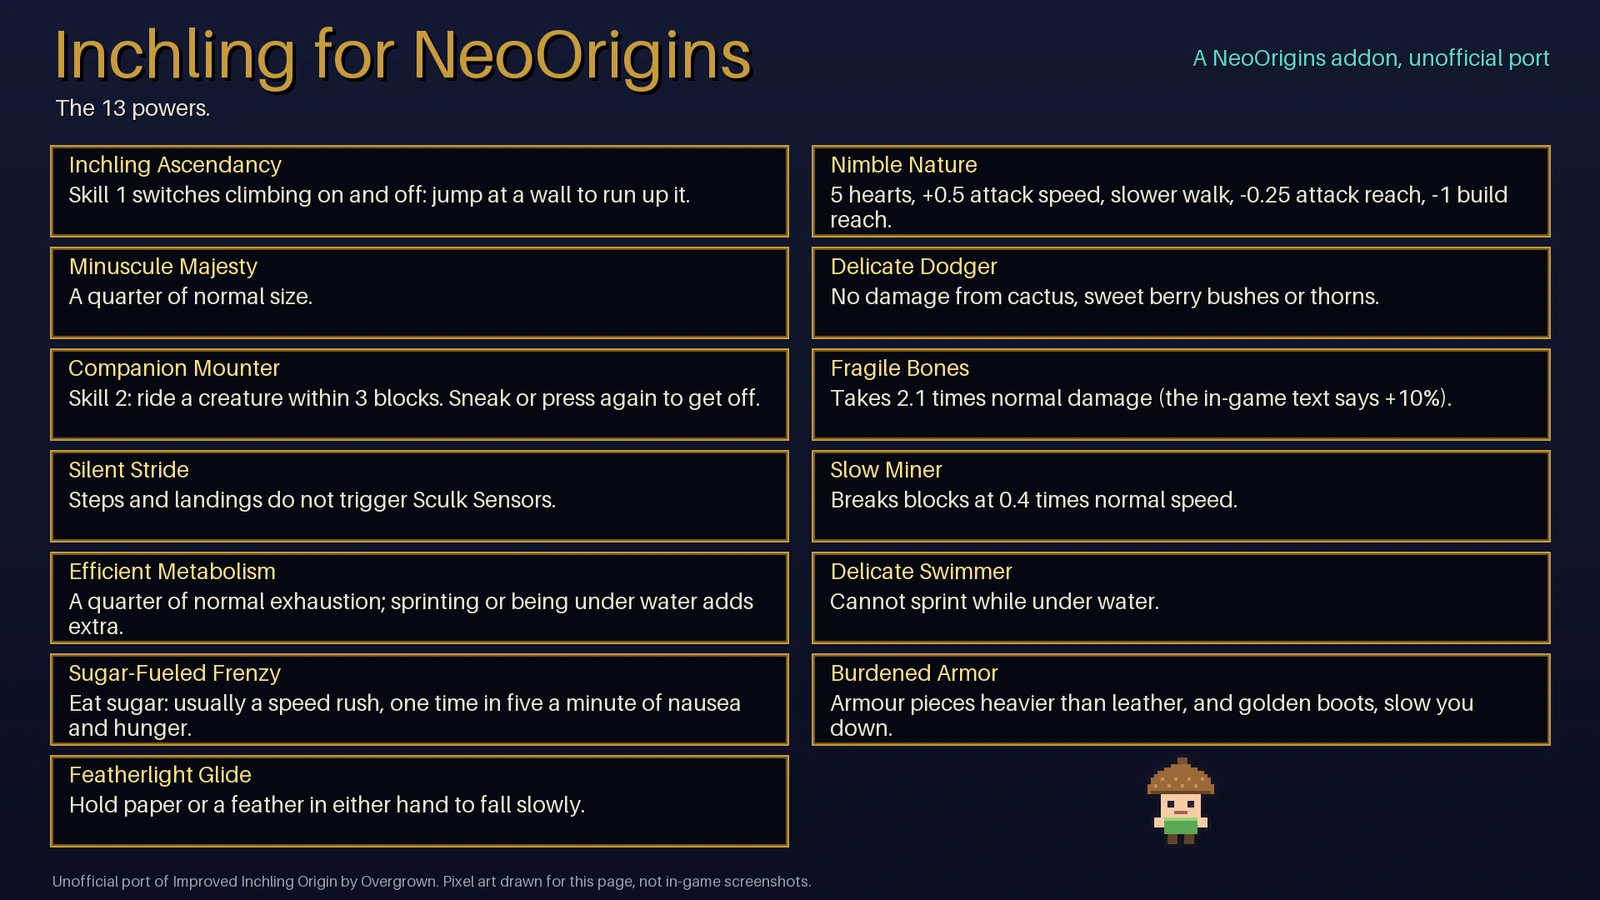 Inchling for NeoOrigins
A NeoOrigins addon, unofficial port
The 13 powers.
Inchling Ascendancy
Skill 1 switches climbing on and off: jump at a wall to run up it.
Minuscule Majesty
A quarter of normal size.
Companion Mounter
Skill 2: ride a creature within 3 blocks. Sneak or press again to get off.
Silent Stride
Steps and landings do not trigger Sculk Sensors.
Efficient Metabolism
A quarter of normal exhaustion; sprinting or being under water adds
extra.
Sugar-Fueled Frenzy
Eat sugar: usually a speed rush, one time in five a minute of nausea
and hunger.
Featherlight Glide
Hold paper or a feather in either hand to fall slowly.
Nimble Nature
5 hearts, +0.5 attack speed, slower walk, -0.25 attack reach, -1 build
reach.
Delicate Dodger
No damage from cactus, sweet berry bushes or thorns.
Fragile Bones
Takes 2.1 times normal damage (the in-game text says +10%).
Slow Miner
Breaks blocks at 0.4 times normal speed.
Delicate Swimmer
Cannot sprint while under water.
Burdened Armor
Armour pieces heavier than leather, and golden boots, slow you
down.
Unofficial port of Improved Inchling Origin by Overgrown. Pixel art drawn for this page, not in-game screenshots.